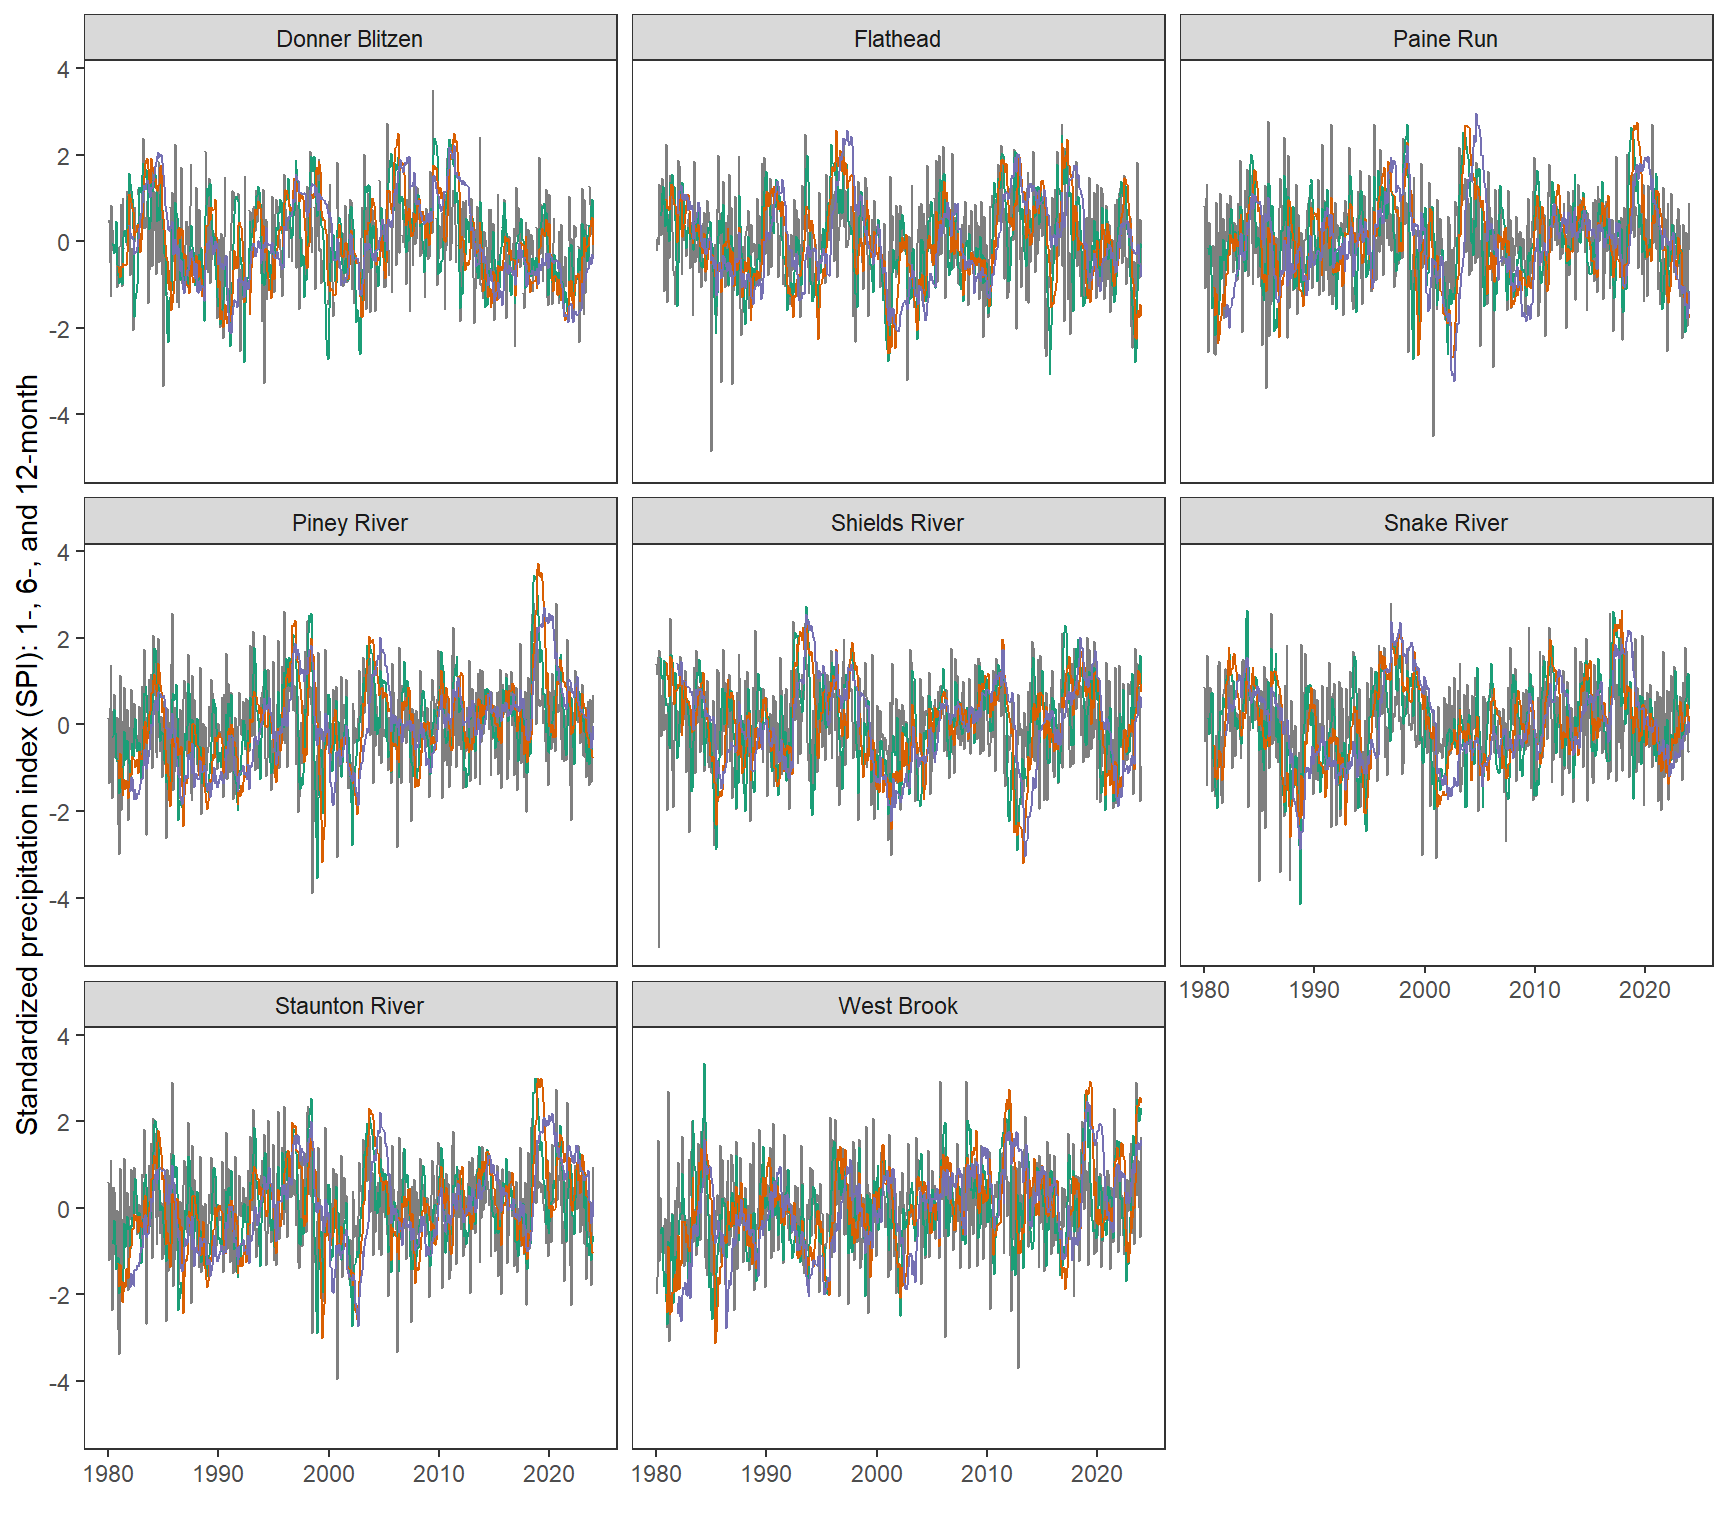 Donner Blitzen Flathead Paine Run
4
2
0
-2
-4
Piney River Shields River Snake River
4
2
0
-2
-4
1980 1990 2000 2010 2020
Staunton River West Brook
4
2
0
-2
-4
1980 1990 2000 2010 2020 1980 1990 2000 2010 2020
Standardized precipitation index (SPI): 1-, 6-, and 12-month